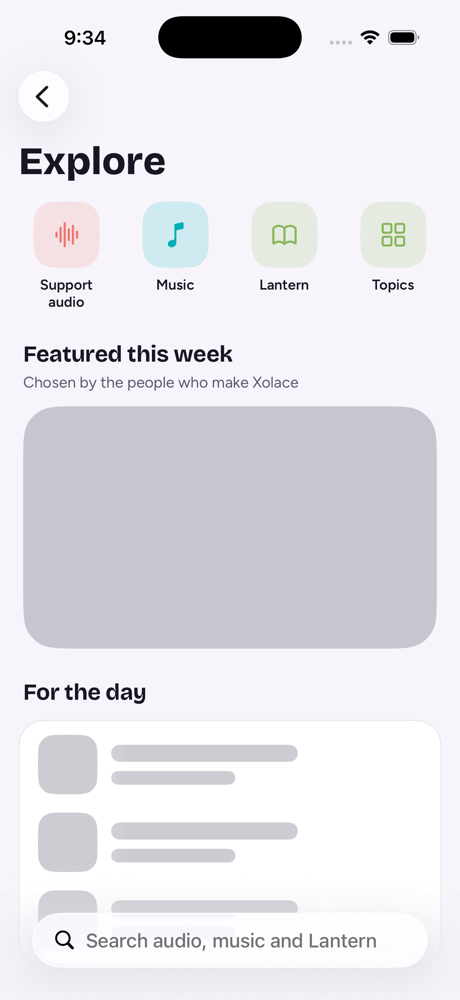 9:34
Explore
Support
audio
Music
Lantern
Topics
Featured this week
Chosen by the people who make Xolace
For the day
Search audio, music and Lantern